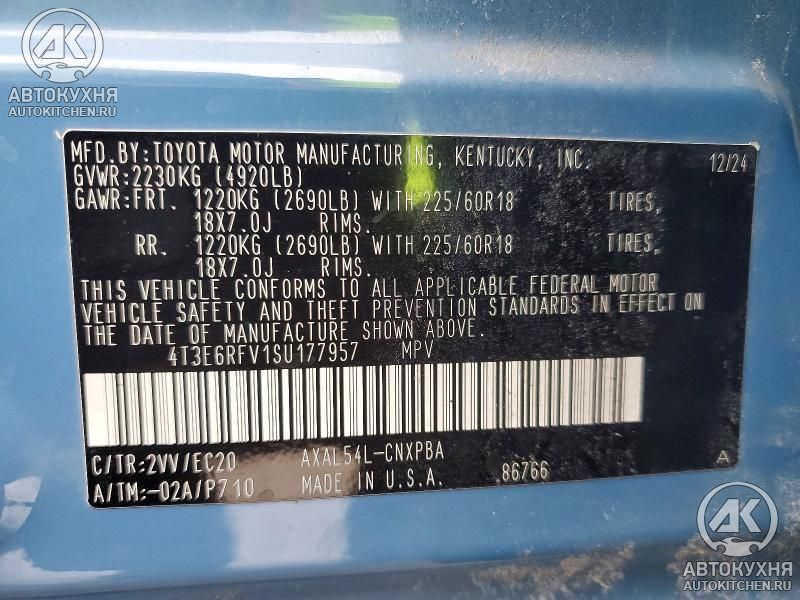 АК
АВТОКУХНЯ
AUTOKITCHEN.RU
MFD.BY:TOYOTA MOTOR MANUFACTURING, KENTUCKY, INC. 12/24
GVWR:2230KG (4920LB)
GAWR:FRT. 1220KG (2690LB) WITH 225/60R18 TIRES,
18X7.0J RIMS.
RR. 1220KG (2690LB) WITH 225/60R18 TIRES,
18X7.0J RIMS.
THIS VEHICLE CONFORMS TO ALL APPLICABLE FEDERAL MOTOR
VEHICLE SAFETY AND THEFT PREVENTION STANDARDS IN EFFECT ON
THE DATE OF MANUFACTURE SHOWN ABOVE.
4T3E6RFV1SU177957 MPV
C/TR:2VV/EC20 AXAL54L-CNXPBA A
A/TM:-02A/P710 MADE IN U.S.A. 86766
АК
АВТОКУХНЯ
AUTOKITCHEN.RU